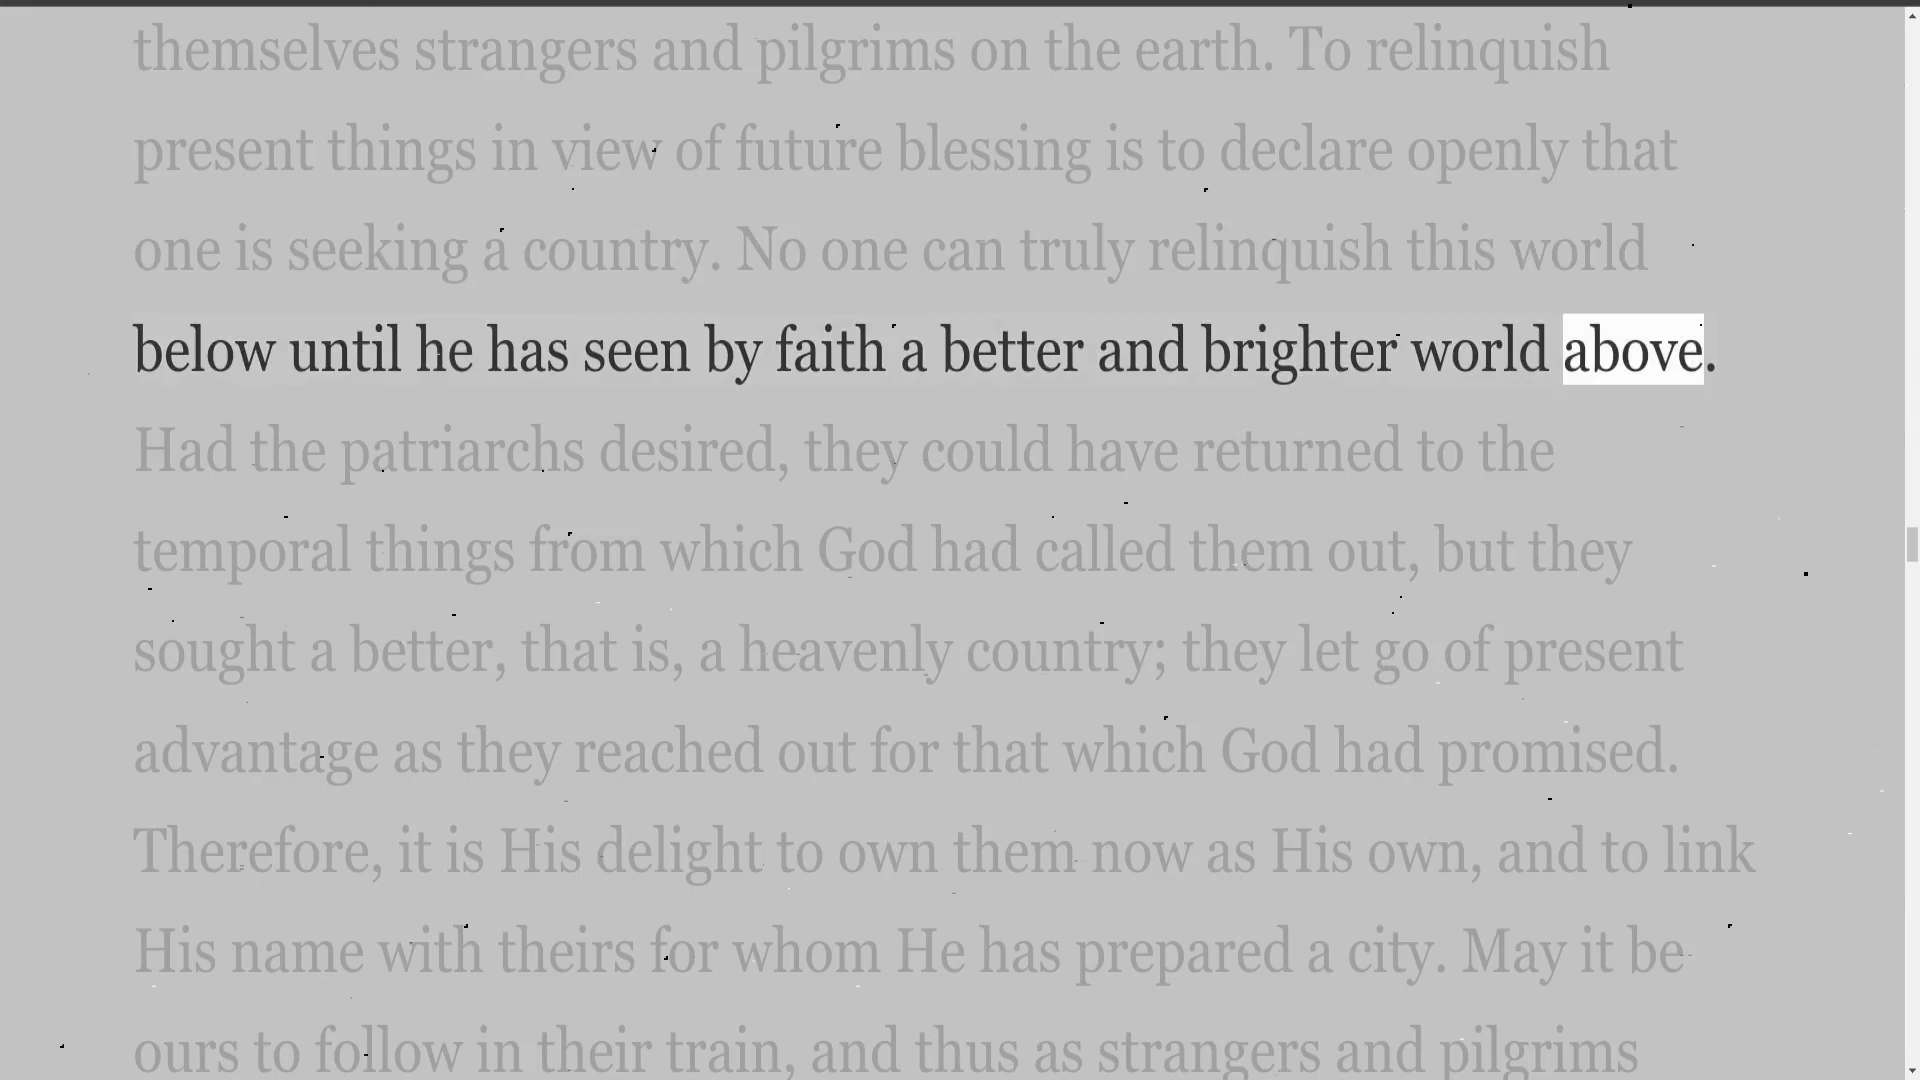 themselves strangers and pilgrims on the earth. To relinquish
present things in view of future blessing is to declare openly that
one is seeking a country. No one can truly relinquish this world
below until he has seen by faith a better and brighter world above.
Had the patriarchs desired, they could have returned to the
temporal things from which God had called them out, but they
sought a better, that is, a heavenly country; they let go of present
advantage as they reached out for that which God had promised.
Therefore, it is His delight to own them now as His own, and to link
His name with theirs for whom He has prepared a city. May it be
ours to follow in their train, and thus as strangers and pilgrims